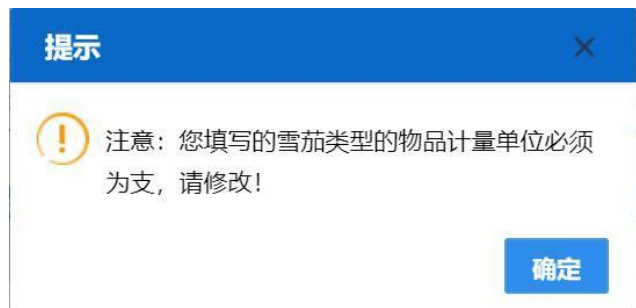 提示
注意：您填写的雪茄类型的物品计量单位必须
为支，请修改！
确定